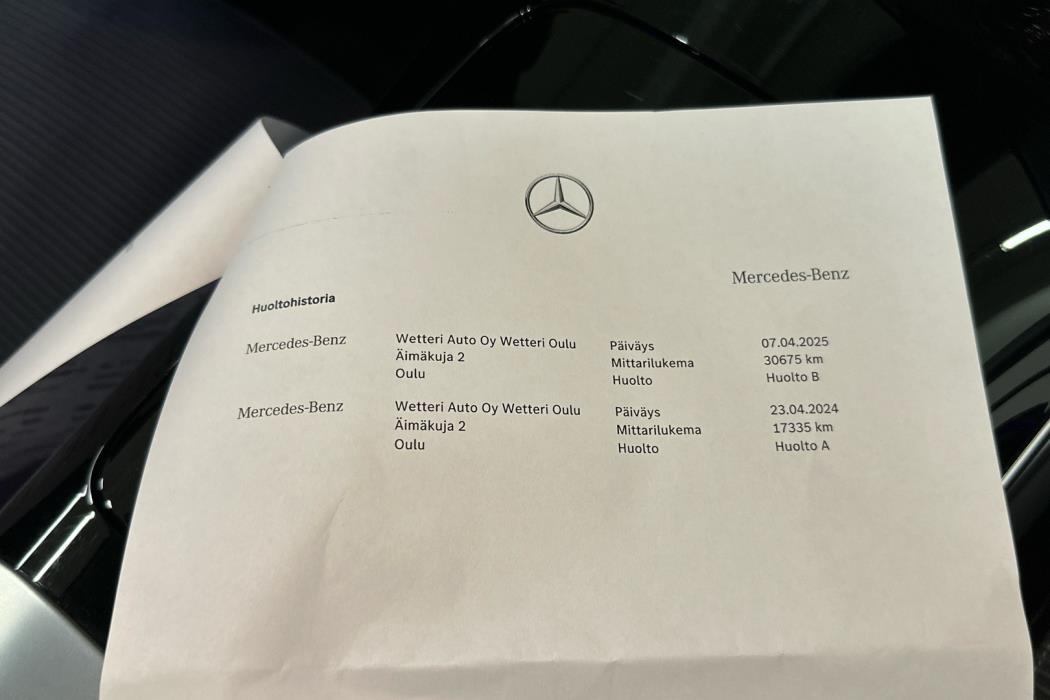 Mercedes-Benz
Huoltohistoria
Mercedes-Benz Wetteri Auto Oy Wetteri Oulu Päiväys 07.04.2025
Äimäkuja 2 Mittarilukema 30675 km
Oulu Huolto Huolto B
Mercedes-Benz Wetteri Auto Oy Wetteri Oulu Päiväys 23.04.2024
Äimäkuja 2 Mittarilukema 17335 km
Oulu Huolto Huolto A